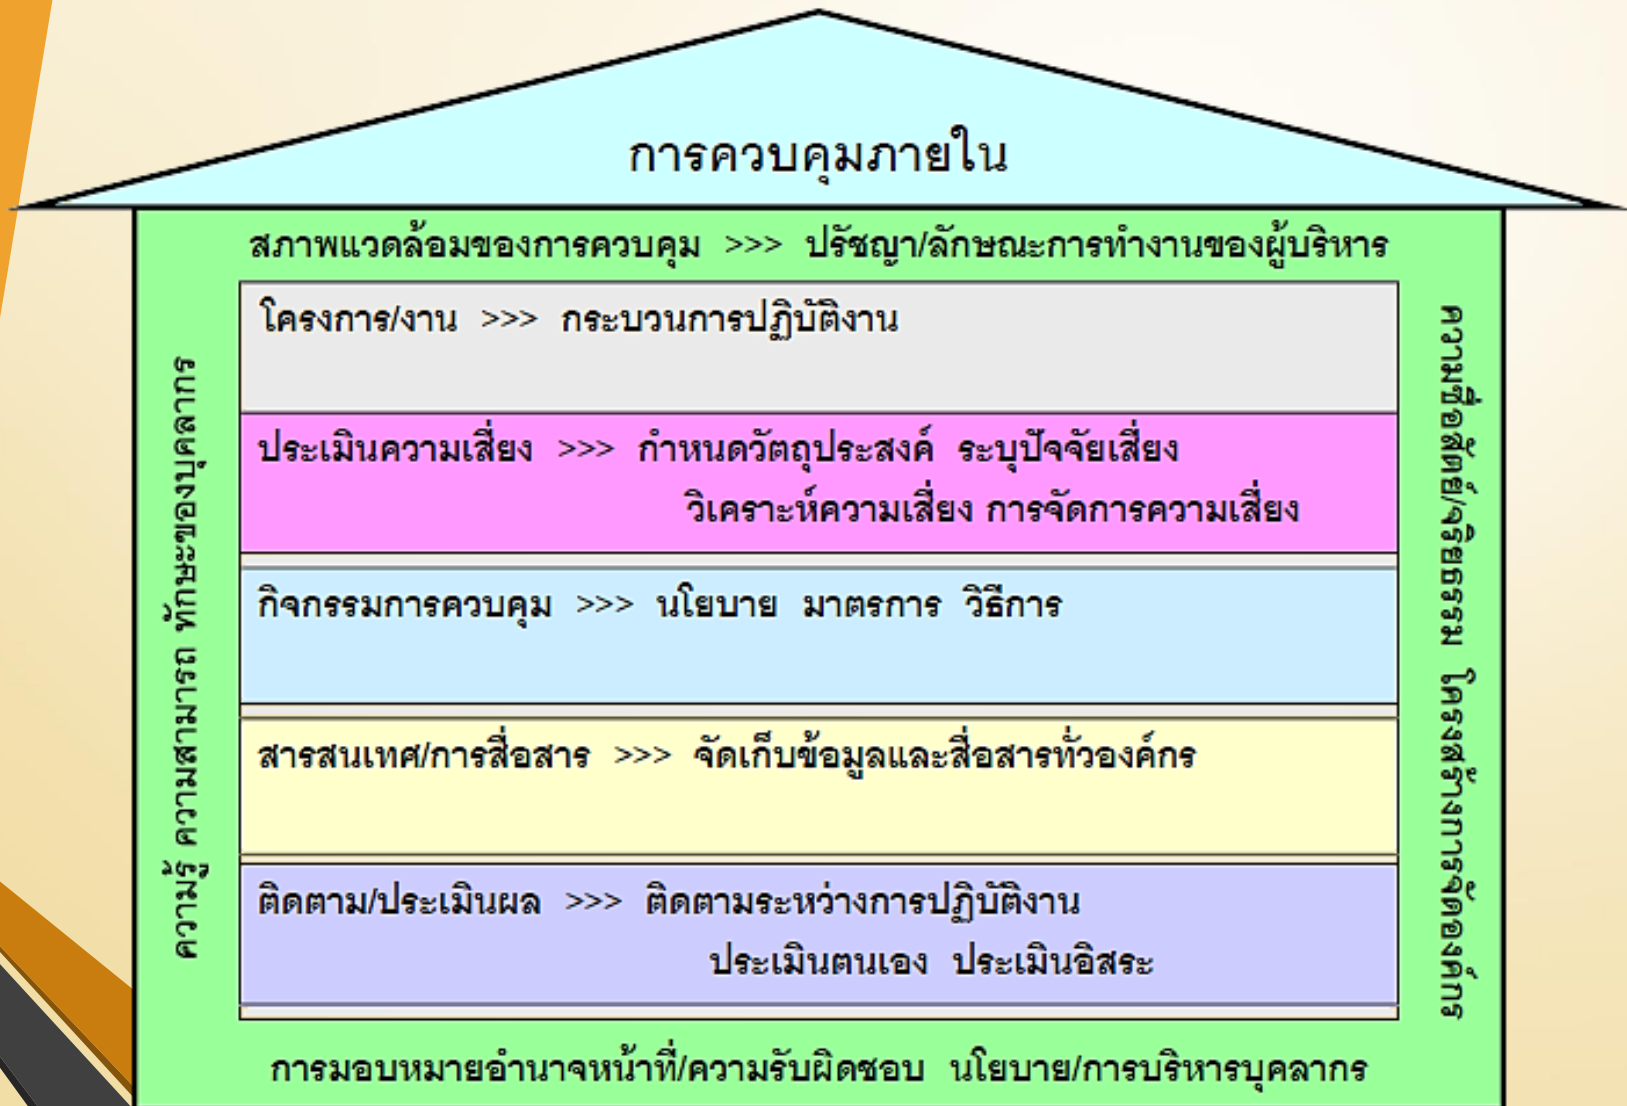 การควบคุมภายใน
สภาพแวดล้อมของการควบคุม >>> ปรัชญา/ลักษณะการทำงานของผู้บริหาร
โครงการ/งาน >>> กระบวนการปฏิบัติงาน
ประเมินความเสี่ยง >>> กำหนดวัตถุประสงค์ ระบุปัจจัยเสี่ยง
วิเคราะห์ความเสี่ยง การจัดการความเสี่ยง
กิจกรรมการควบคุม >>> นโยบาย มาตรการ วิธีการ
สารสนเทศ/การสื่อสาร >>> จัดเก็บข้อมูลและสื่อสารทั่วองค์กร
ติดตาม/ประเมินผล >>> ติดตามระหว่างการปฏิบัติงาน
ประเมินตนเอง ประเมินอิสระ
ความรู้ ความสามารถ ทักษะของบุคลากร
ความซื่อสัตย์/จริยธรรม โครงสร้างการจัดองค์กร
การมอบหมายอำนาจหน้าที่/ความรับผิดชอบ นโยบาย/การบริหารบุคลากร